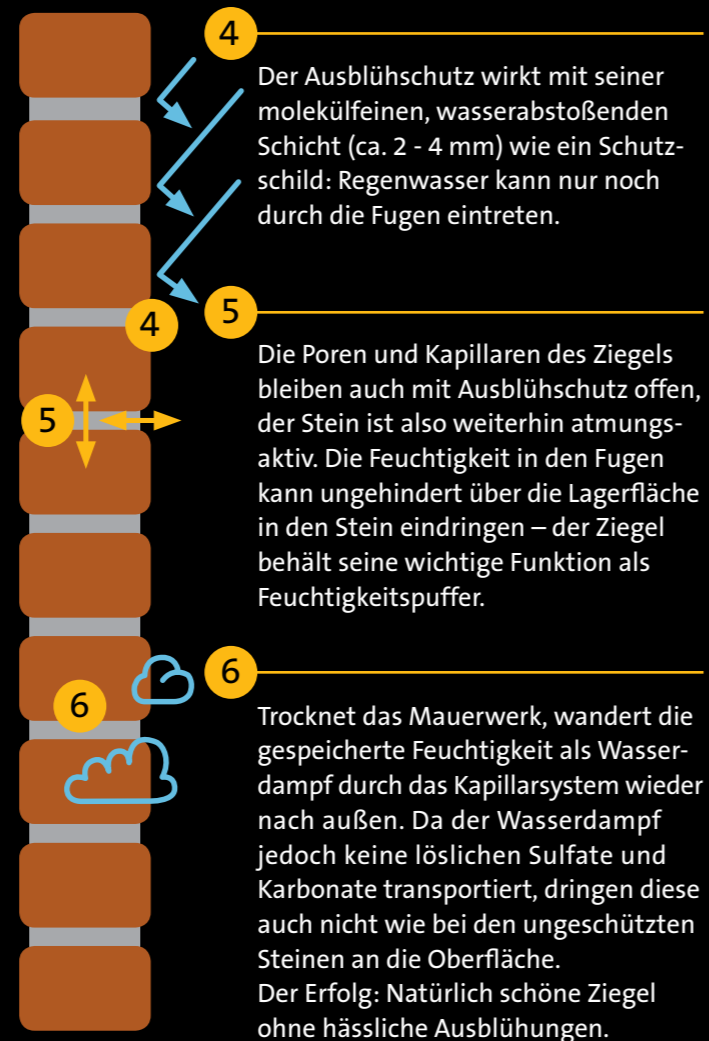 4
Der Ausblühschutz wirkt mit seiner
molekülfeinen, wasserabstoßenden
Schicht (ca. 2 - 4 mm) wie ein Schutz-
schild: Regenwasser kann nur noch
durch die Fugen eintreten.
4
5
Die Poren und Kapillaren des Ziegels
bleiben auch mit Ausblühschutz offen,
der Stein ist also weiterhin atmungs-
aktiv. Die Feuchtigkeit in den Fugen
kann ungehindert über die Lagerfläche
in den Stein eindringen – der Ziegel
behält seine wichtige Funktion als
Feuchtigkeitspuffer.
5
6
Trocknet das Mauerwerk, wandert die
gespeicherte Feuchtigkeit als Wasser-
dampf durch das Kapillarsystem wieder
nach außen. Da der Wasserdampf
jedoch keine löslichen Sulfate und
Karbonate transportiert, dringen diese
auch nicht wie bei den ungeschützten
Steinen an die Oberfläche.
Der Erfolg: Natürlich schöne Ziegel
ohne hässliche Ausblühungen.
6